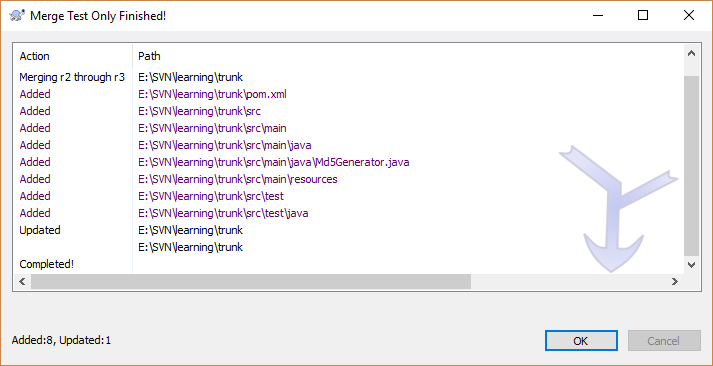 Merge Test Only Finished!
Action Path
Merging r2 through r3 E:\SVN\learning\trunk
Added E:\SVN\learning\trunk\pom.xml
Added E:\SVN\learning\trunk\src
Added E:\SVN\learning\trunk\src\main
Added E:\SVN\learning\trunk\src\main\java
Added E:\SVN\learning\trunk\src\main\java\Md5Generator.java
Added E:\SVN\learning\trunk\src\main\resources
Added E:\SVN\learning\trunk\src\test
Added E:\SVN\learning\trunk\src\test\java
Updated E:\SVN\learning\trunk
E:\SVN\learning\trunk
Completed!
Added:8, Updated:1
OK Cancel